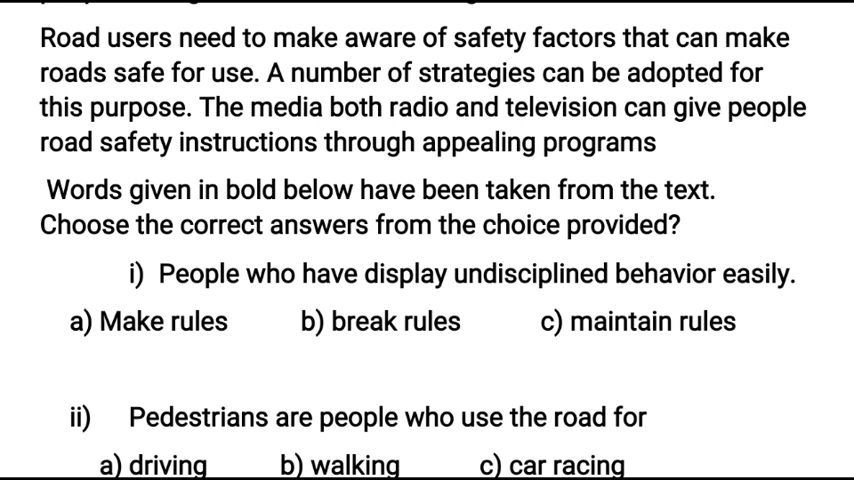 Road users need to make aware of safety factors that can make
roads safe for use. A number of strategies can be adopted for
this purpose. The media both radio and television can give people
road safety instructions through appealing programs
Words given in bold below have been taken from the text.
Choose the correct answers from the choice provided?
i) People who have display undisciplined behavior easily.
a) Make rules b) break rules c) maintain rules
ii) Pedestrians are people who use the road for
a) driving b) walking c) car racing